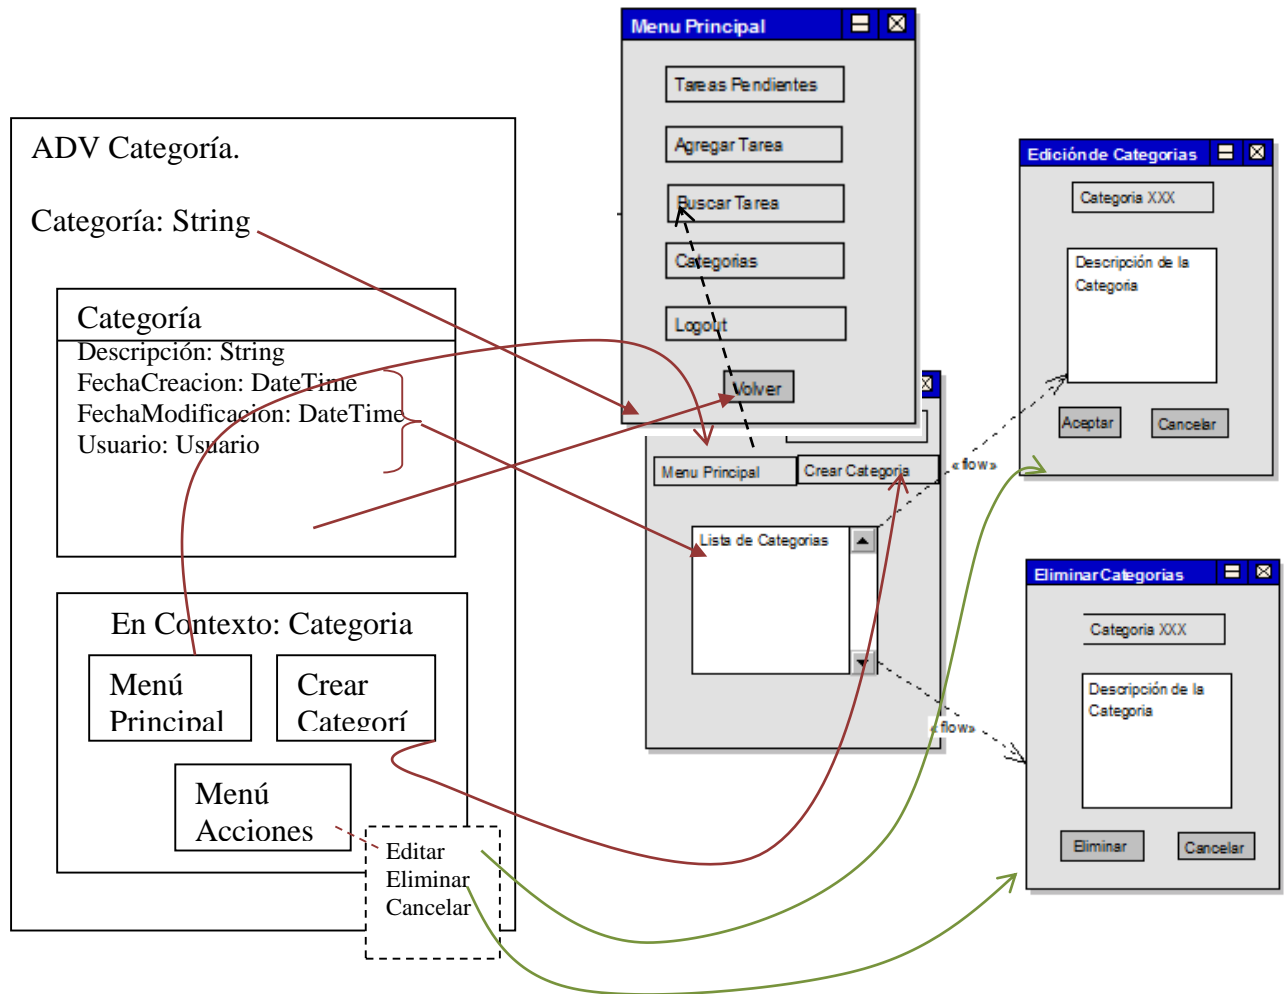 ADV Categoría.
Categoría: String
Categoría
Descripción: String
FechaCreacion: DateTime
FechaModificacion: DateTime
Usuario: Usuario
En Contexto: Categoria
Menú
Principal
Crear
Categorí
Menú
Acciones
Editar
Eliminar
Cancelar
Menu Principal
Tareas Pendientes
Agregar Tarea
Buscar Tarea
Categorias
Logout
Volver
Menu Principal
Crear Categoria
Lista de Categorias
«flow»
«flow»
Edición de Categorias
Categoria XXX
Descripción de la
Categoria
Aceptar
Cancelar
Eliminar Categorias
Categoria XXX
Descripción de la
Categoria
Eliminar
Cancelar